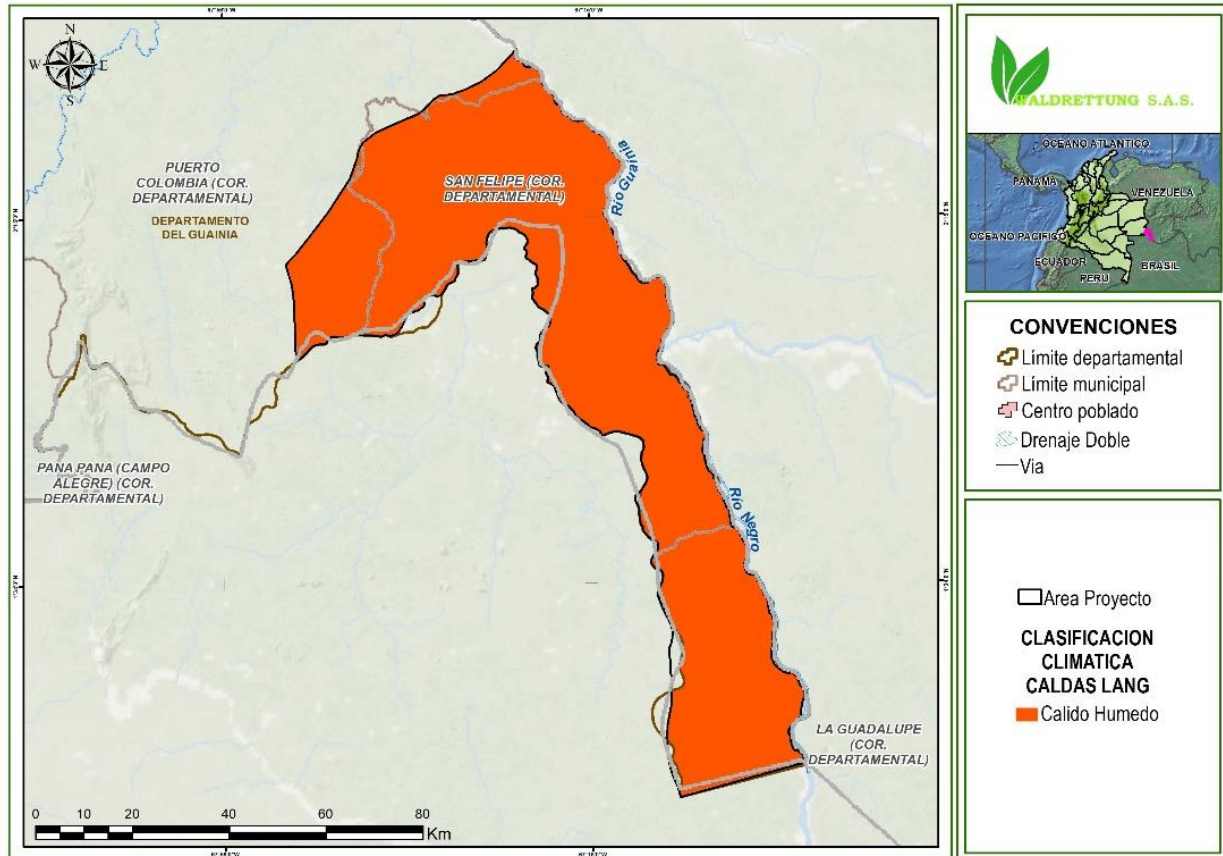 N
W E
S
PUERTO
COLOMBIA (COR.
DEPARTAMENTAL)
DEPARTAMENTO
DEL GUAINIA
SAN FELIPE (COR.
DEPARTAMENTAL)
Río Guainía
PANA PANA (CAMPO
ALEGRE) (COR.
DEPARTAMENTAL)
Río Negro
LA GUADALUPE
(COR.
DEPARTAMENTAL)
0 10 20 40 60 80
Km
WALDRETTUNG S.A.S.
OCEANO ATLANTICO
PANAMA
VENEZUELA
OCEANO PACIFICO
ECUADOR
BRASIL
PERU
CONVENCIONES
Límite departamental
Límite municipal
Centro poblado
Drenaje Doble
Via
Area Proyecto
CLASIFICACION
CLIMATICA
CALDAS LANG
Calido Humedo